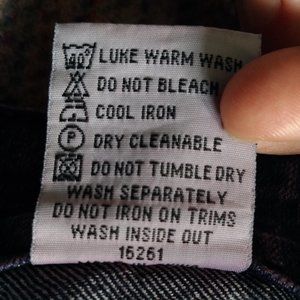 40° LUKE WARM WASH
DO NOT BLEACH
COOL IRON
P DRY CLEANABLE
DO NOT TUMBLE DRY
WASH SEPARATELY
DO NOT IRON ON TRIMS
WASH INSIDE OUT
15261